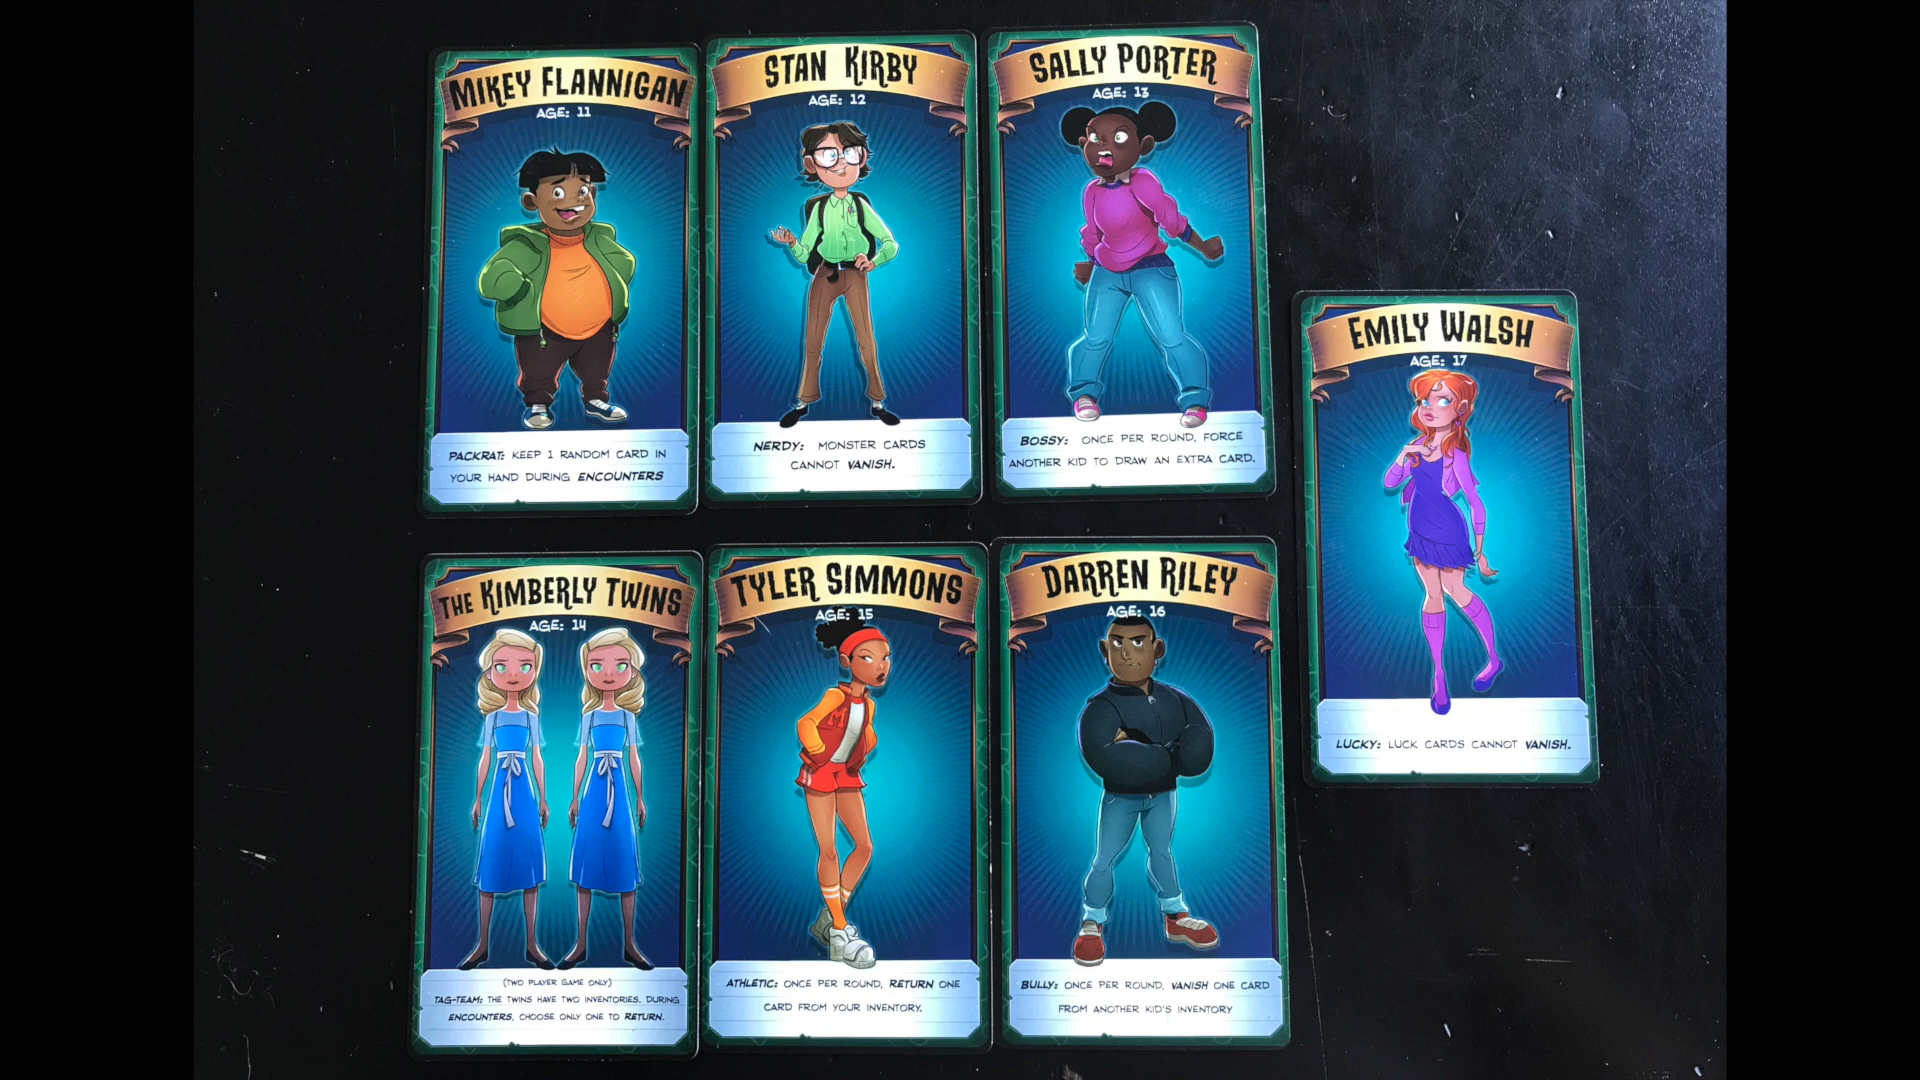 MIKEY FLANNIGAN
AGE: 11
PACKRAT: KEEP 1 RANDOM CARD IN
YOUR HAND DURING ENCOUNTERS
STAN KIRBY
AGE: 12
NERDY: MONSTER CARDS
CANNOT VANISH.
SALLY PORTER
AGE: 13
BOSSY: ONCE PER ROUND, FORCE
ANOTHER KID TO DRAW AN EXTRA CARD.
EMILY WALSH
AGE: 17
LUCKY: LUCK CARDS CANNOT VANISH.
THE KIMBERLY TWINS
AGE: 14
(TWO PLAYER GAME ONLY)
TAG-TEAM: THE TWINS HAVE TWO INVENTORIES. DURING
ENCOUNTERS, CHOOSE ONLY ONE TO RETURN.
TYLER SIMMONS
AGE: 15
M
ATHLETIC: ONCE PER ROUND, RETURN ONE
CARD FROM YOUR INVENTORY.
DARREN RILEY
AGE: 16
BULLY: ONCE PER ROUND, VANISH ONE CARD
FROM ANOTHER KID'S INVENTORY